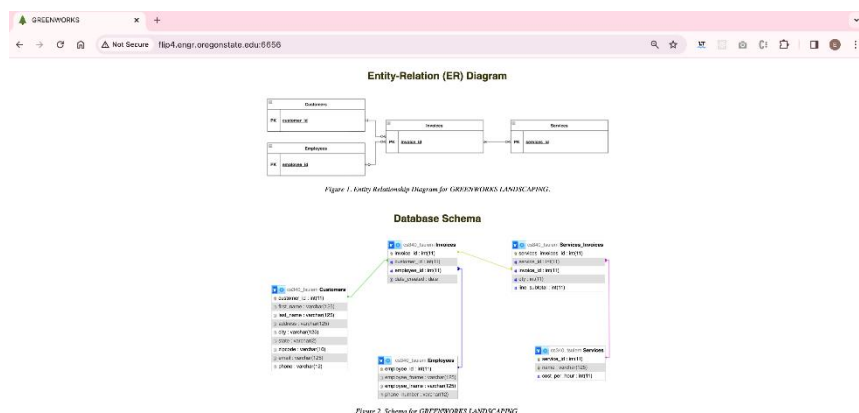 GREENWORKS
Not Secure flip4.engr.oregonstate.edu:6656
Entity-Relation (ER) Diagram
Customers
PK customer_id
Invoices
PK invoice_id
Services
PK service_id
Employees
PK employee_id
Figure 1. Entity Relationship Diagram for GREENWORKS LANDSCAPING.
Database Schema
Invoices
invoice_id : int(11)
customer_id : int(11)
employee_id : int(11)
date_created : date
Services_Invoices
services_invoices_id : int(11)
service_id : int(11)
invoice_id : int(11)
qty : int(11)
: int(11)
Customers
customer_id : int(11)
first_name : varchar(125)
last_name : varchar(125)
address : varchar(125)
city : varchar(125)
state : varchar(2)
zipcode : varchar(10)
email : varchar(125)
phone : varchar(12)
Employees
employee_id : int(11)
employee_fname : varchar(125)
: varchar(125)
phone_number : varchar(12)
Services
service_id : int(11)
name : varchar(125)
cost_per_hour : int(11)
Figure 2. Schema for GREENWORKS LANDSCAPING